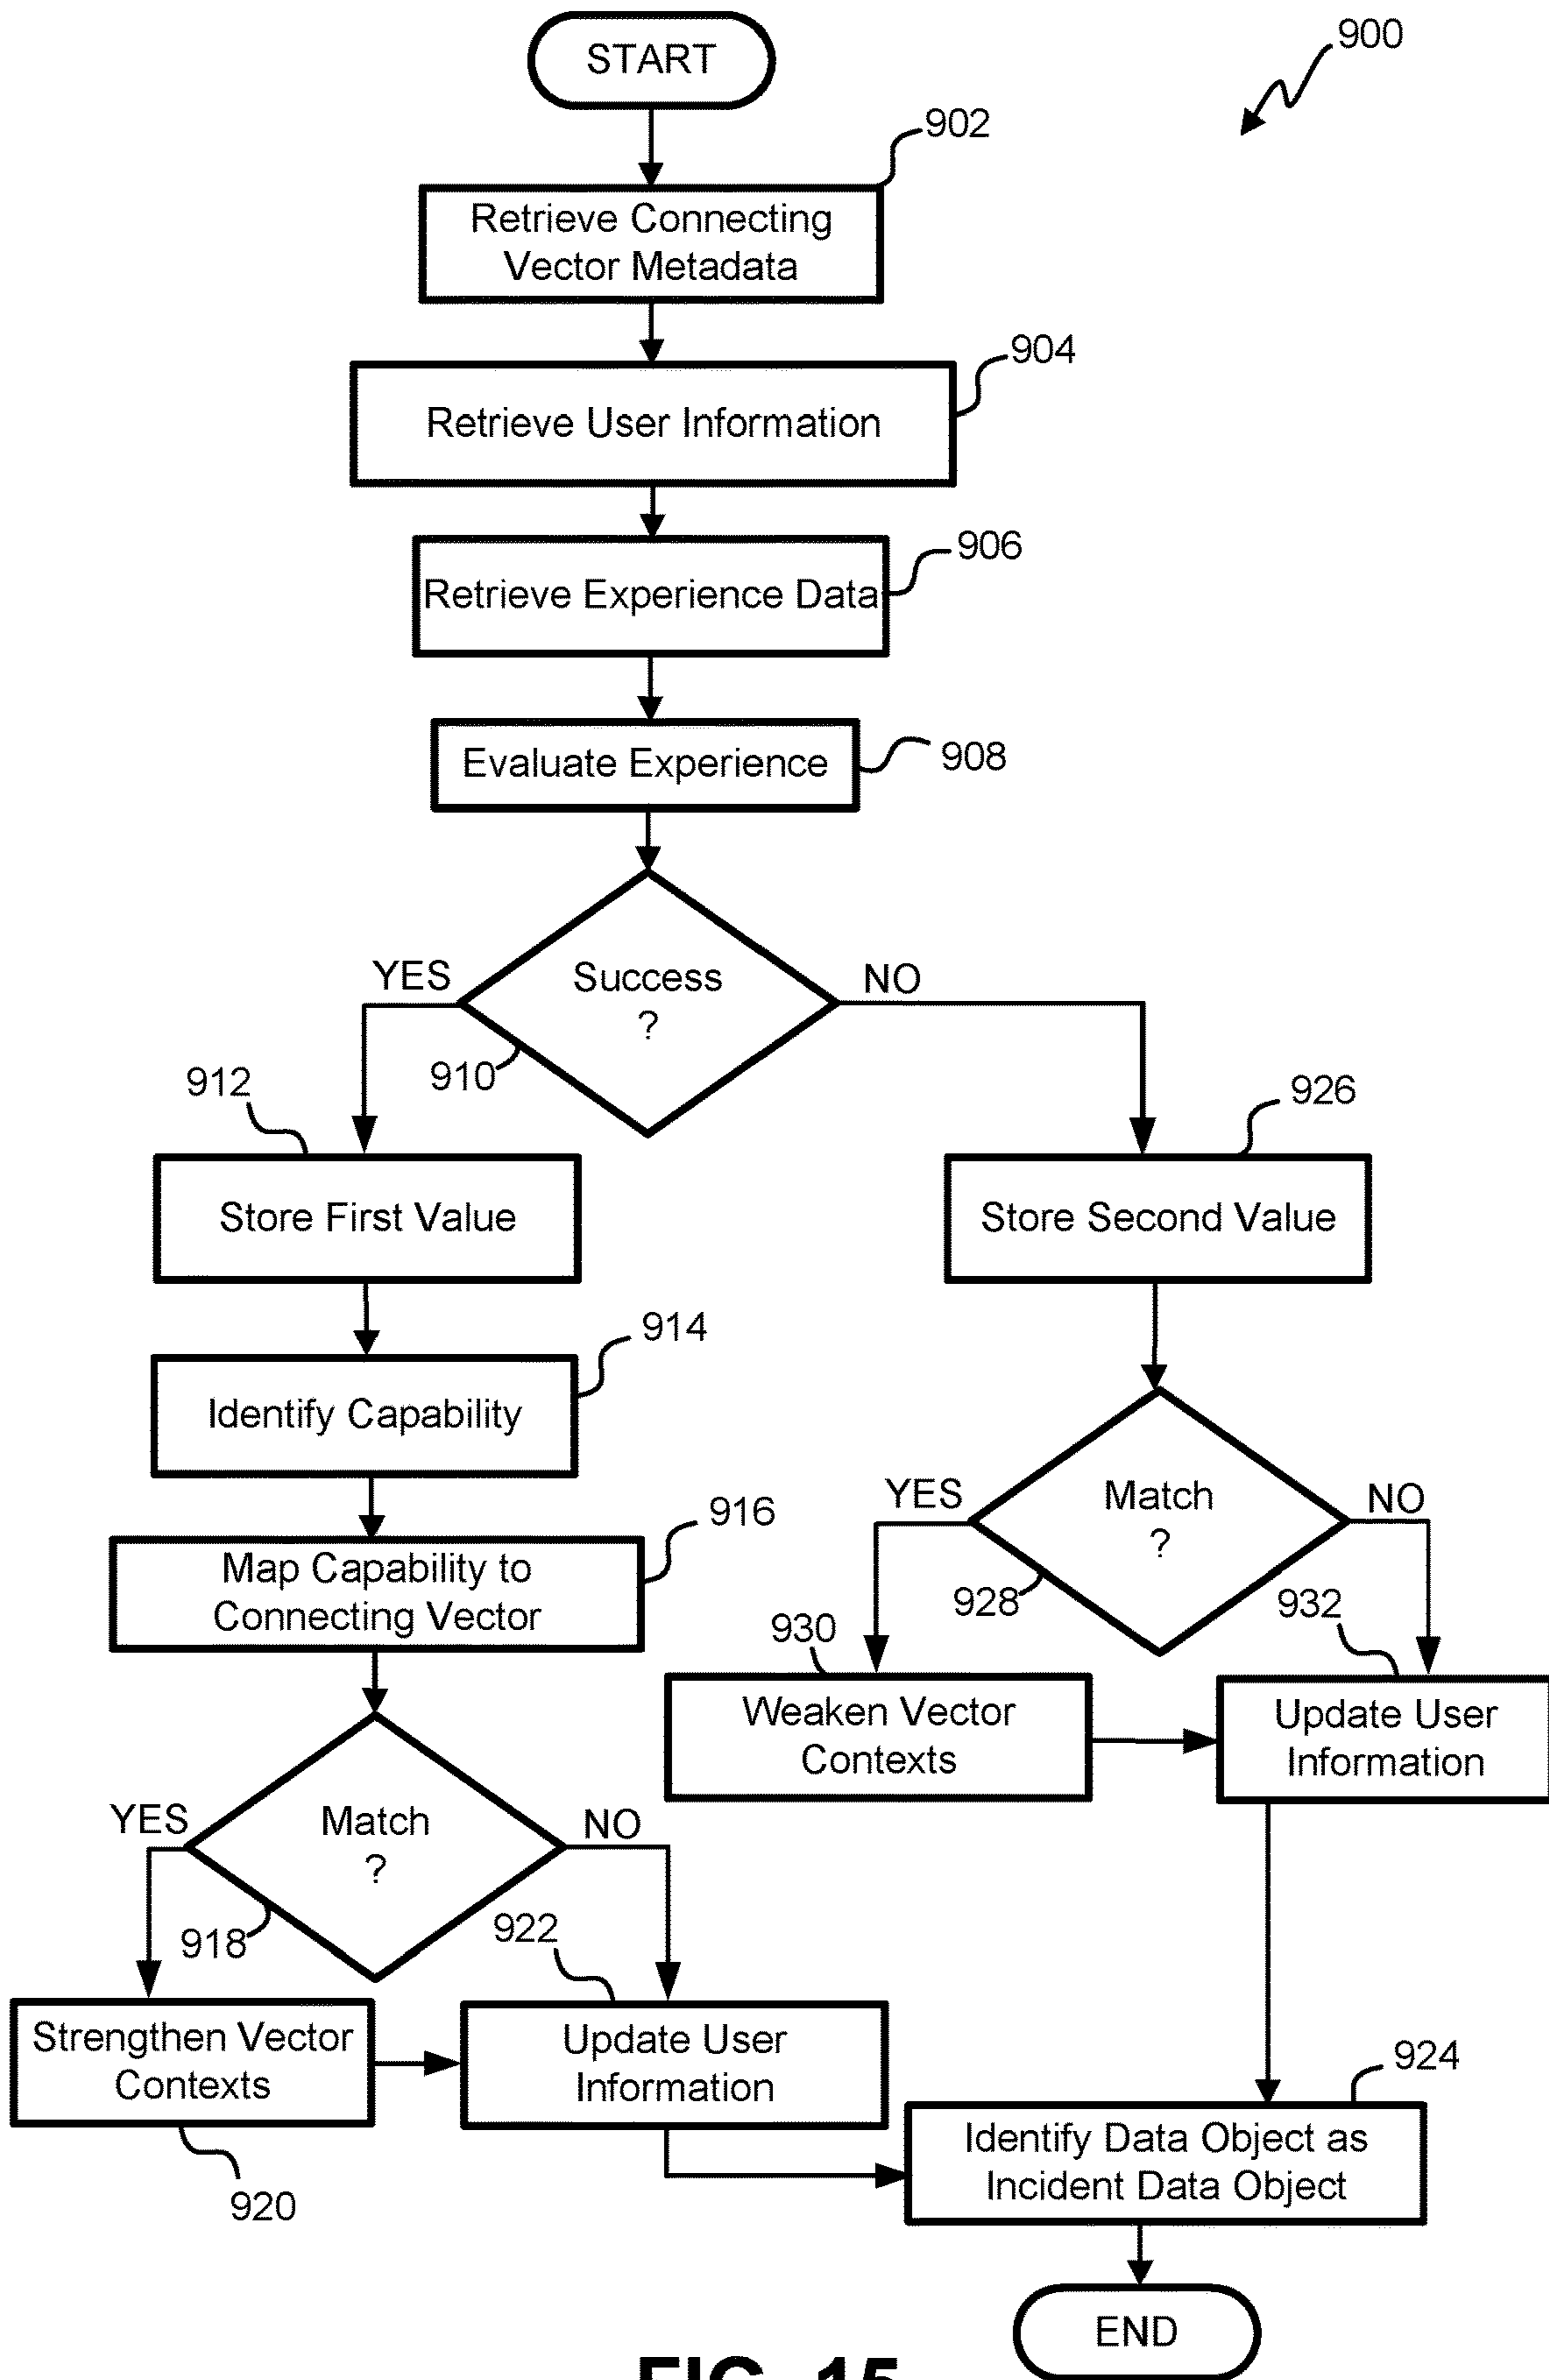 START
900
902
Retrieve Connecting
Vector Metadata
904
Retrieve User Information
906
Retrieve Experience Data
Evaluate Experience
908
YES
Success
?
NO
910
912
926
Store First Value
Store Second Value
914
Identify Capability
YES
Match
?
NO
916
Map Capability to
Connecting Vector
928
932
930
Weaken Vector
Contexts
Update User
Information
YES
Match
?
NO
918
922
Strengthen Vector
Contexts
Update User
Information
920
924
Identify Data Object as
Incident Data Object
END
FIG. 15